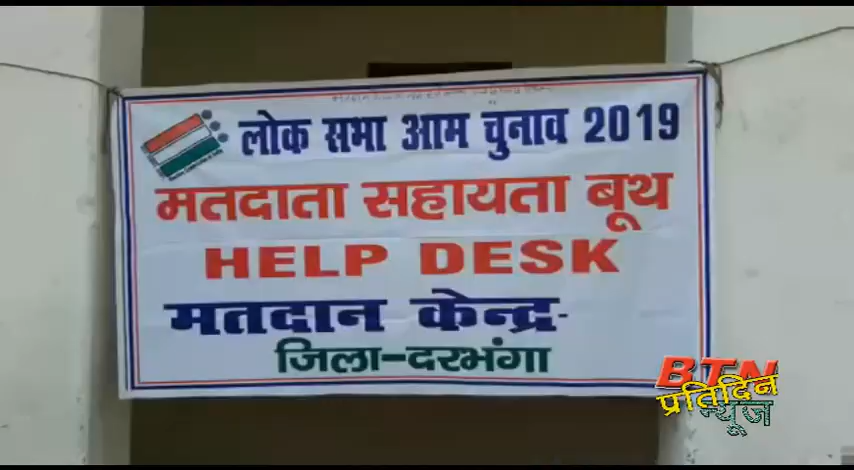 लोक सभा आम चुनाव 2019
मतदाता सहायता बूथ
HELP DESK
मतदान केन्द्र-
जिला-दरभंगा
BTN
प्रतिदिन
न्यूज